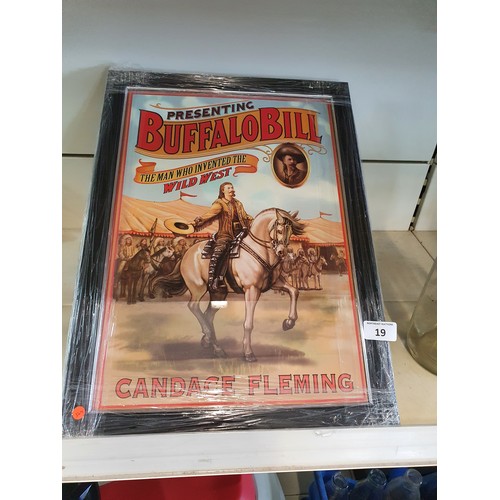 PRESENTING
BUFFALO BILL
THE MAN WHO INVENTED THE
WILD WEST
CANDACE FLEMING
19